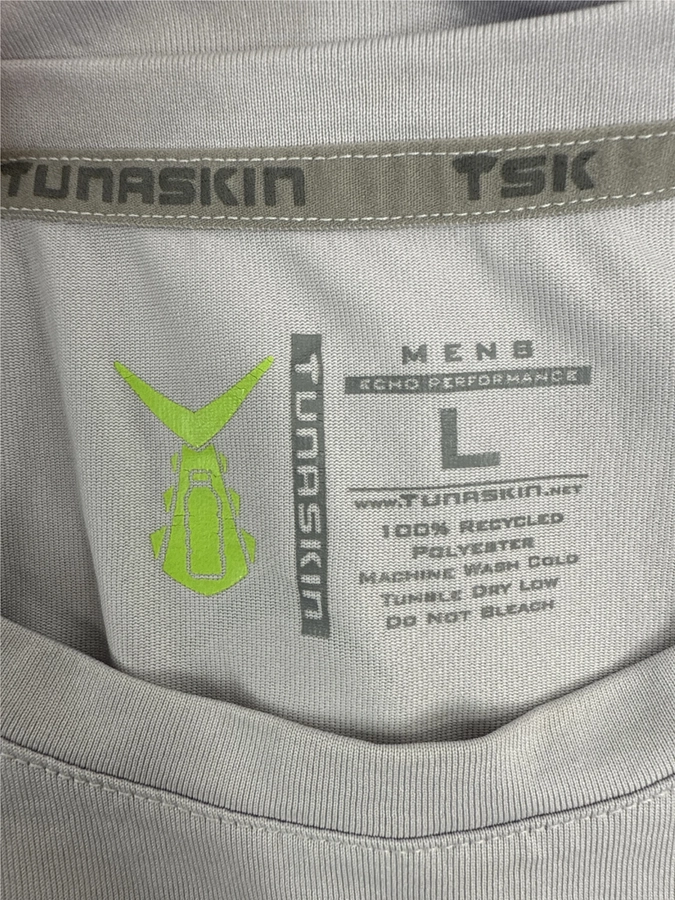 TUNASKIN TSK
TUNASKIN
MENS
ECHO PERFORMANCE
L
www.TUNASKIN.NET
100% RECYCLED
POLYESTER
MACHINE WASH COLD
TUMBLE DRY LOW
DO NOT BLEACH